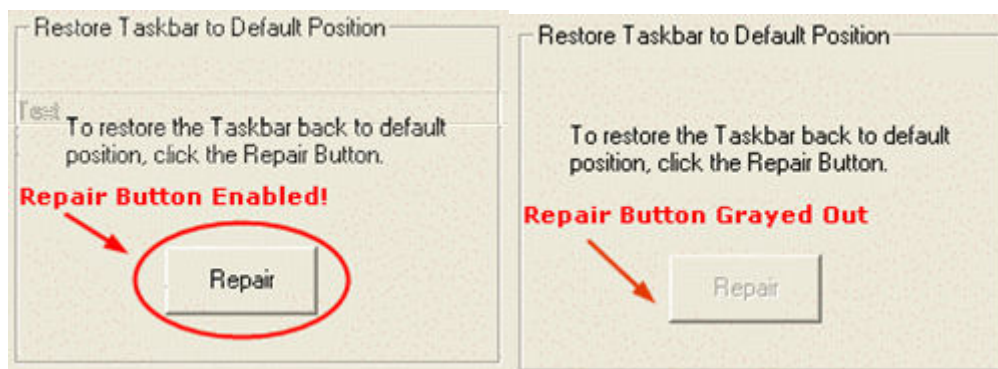 Restore Taskbar to Default Position
Test
To restore the Taskbar back to default
position, click the Repair Button.
Repair Button Enabled!
Repair
Restore Taskbar to Default Position
To restore the Taskbar back to default
position, click the Repair Button.
Repair Button Grayed Out
Repair